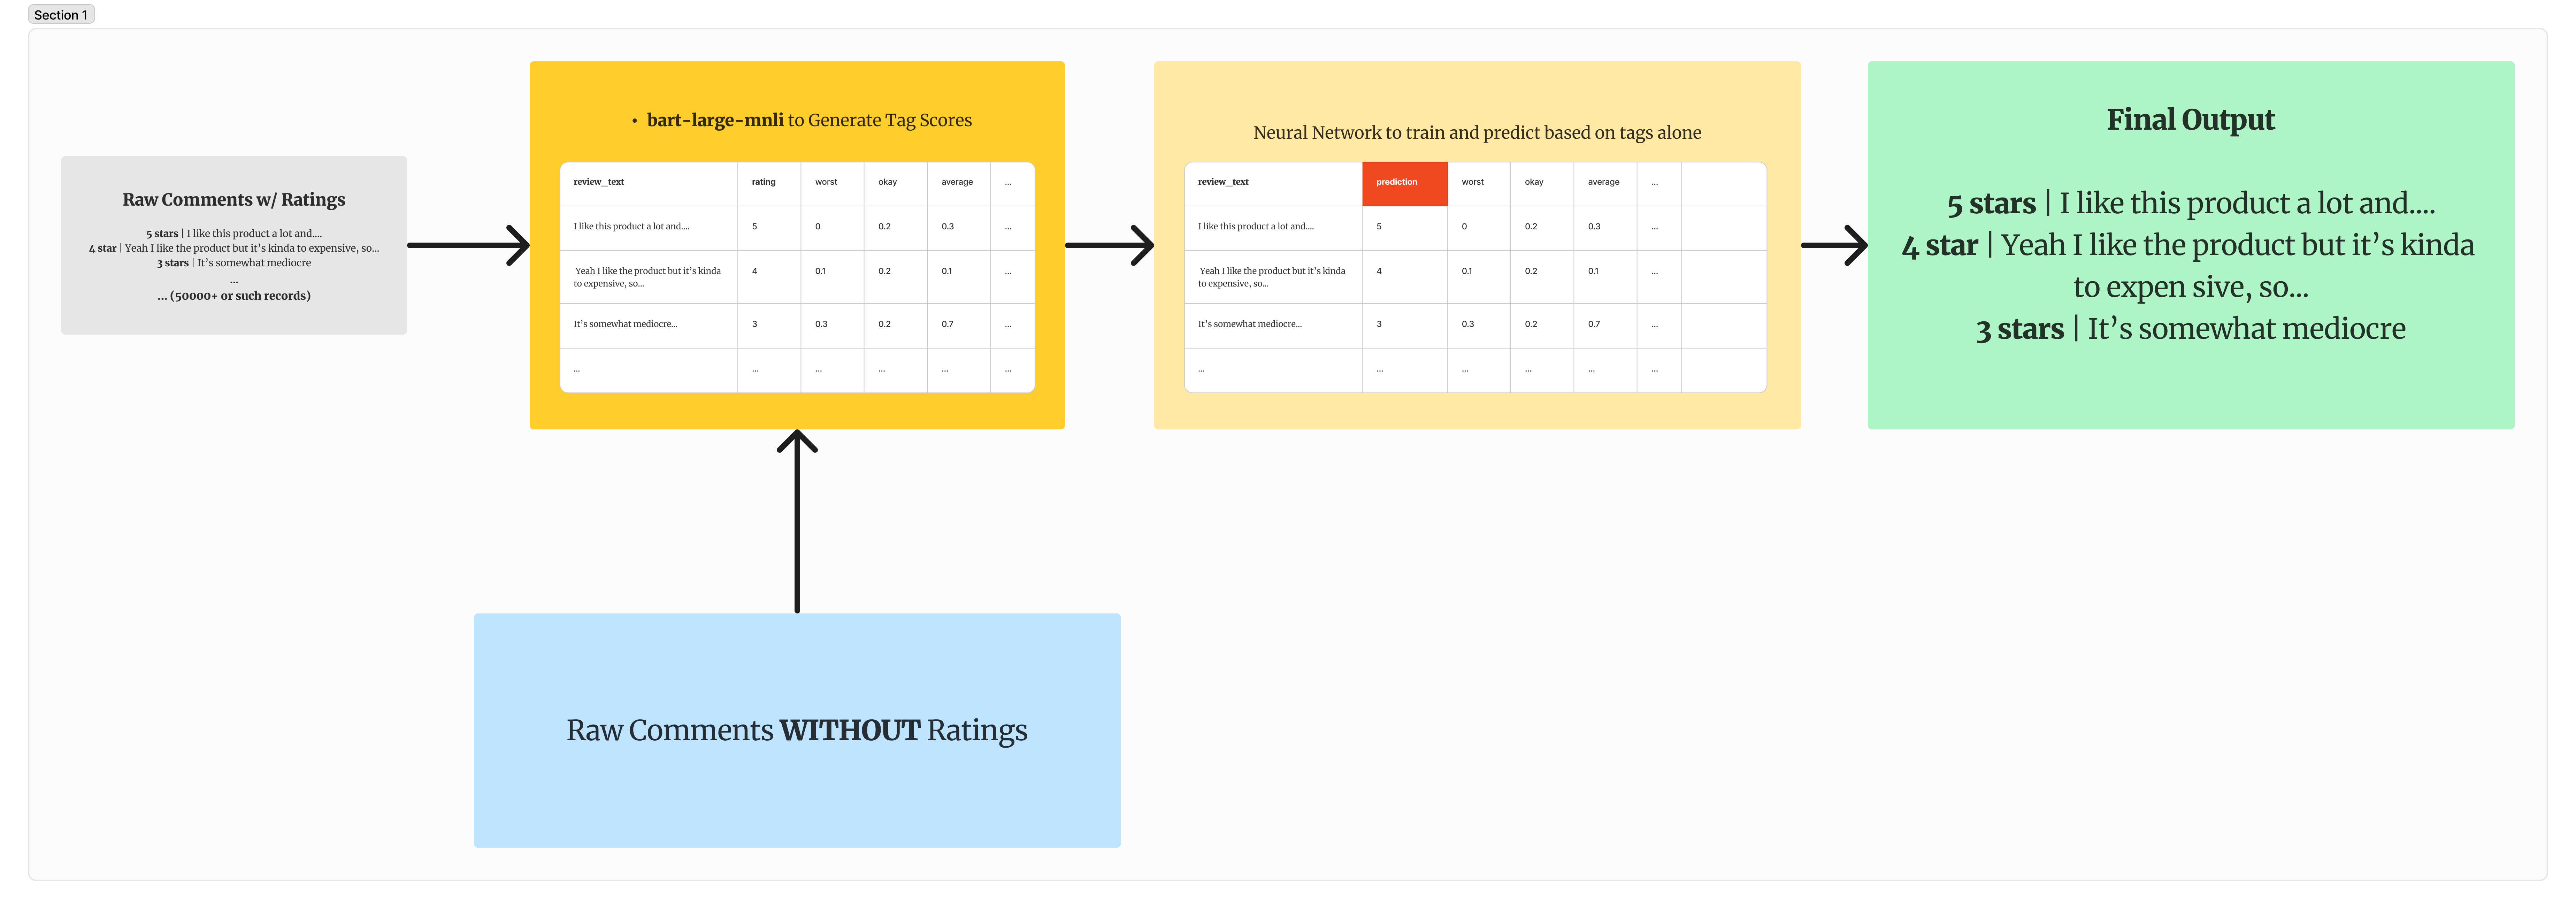 Section 1
Raw Comments w/ Ratings
5 stars | I like this product a lot and....
4 star | Yeah I like the product but it's kinda to expensive, so...
3 stars | It's somewhat mediocre
...
... (50000+ or such records)
• bart-large-mnli to Generate Tag Scores
review_text rating worst okay average ...
I like this product a lot and.... 5 0 0.2 0.3 ...
Yeah I like the product but it's kinda
to expensive, so... 4 0.1 0.2 0.1 ...
It's somewhat mediocre... 3 0.3 0.2 0.7 ...
... ... ... ... ... ...
Neural Network to train and predict based on tags alone
review_text prediction worst okay average ...
I like this product a lot and.... 5 0 0.2 0.3 ...
Yeah I like the product but it's kinda
to expensive, so... 4 0.1 0.2 0.1 ...
It's somewhat mediocre... 3 0.3 0.2 0.7 ...
... ... ... ... ... ...
Final Output
5 stars | I like this product a lot and....
4 star | Yeah I like the product but it's kinda
to expen sive, so...
3 stars | It's somewhat mediocre
Raw Comments WITHOUT Ratings